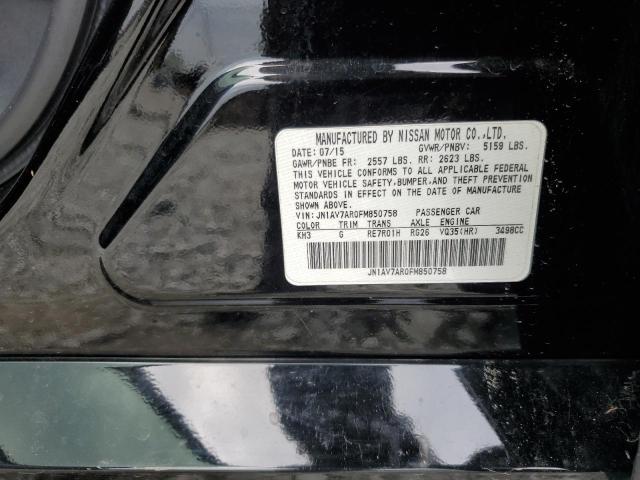 MANUFACTURED BY NISSAN MOTOR CO.,LTD.
DATE: 07/15 GVWR/PNBV: 5159 LBS.
GAWR/PNBE FR: 2557 LBS. RR: 2623 LBS.
THIS VEHICLE CONFORMS TO ALL APPLICABLE FEDERAL
MOTOR VEHICLE SAFETY,BUMPER,AND THEFT PREVENTION
STANDARDS IN EFFECT ON THE DATE OF MANUFACTURE
SHOWN ABOVE.
VIN: JN1AV7AR0FM850758 PASSENGER CAR
COLOR TRIM TRANS AXLE ENGINE
KH3 G RE7R01H RG26 VQ35(HR) 3498CC
JN1AV7AR0FM850758